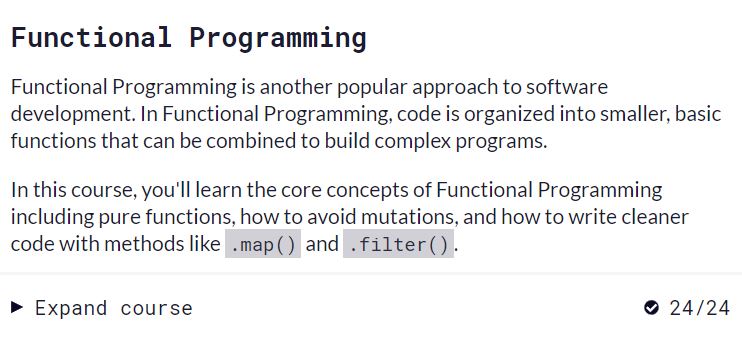 Functional Programming
Functional Programming is another popular approach to software
development. In Functional Programming, code is organized into smaller, basic
functions that can be combined to build complex programs.
In this course, you'll learn the core concepts of Functional Programming
including pure functions, how to avoid mutations, and how to write cleaner
code with methods like .map() and .filter().
Expand course 24/24